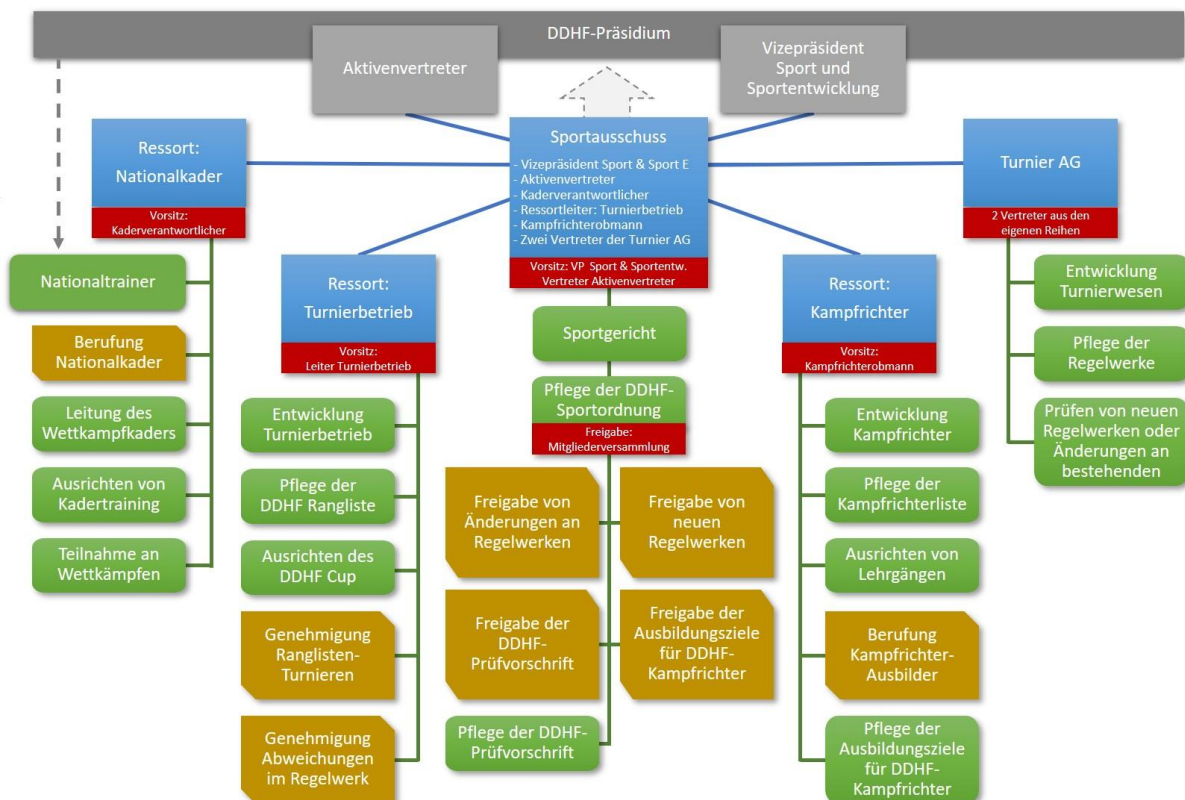 DDHF-Präsidium
Aktivenvertreter
Vizepräsident
Sport und
Sportentwicklung
Ressort:
Nationalkader
Vorsitz:
Kaderverantwortlicher
Sportausschuss
- Vizepräsident Sport & Sport E
- Aktivenvertreter
- Kaderverantwortlicher
- Ressortleiter: Turnierbetrieb
- Kampfrichterobmann
- Zwei Vertreter der Turnier AG
Vorsitz: VP Sport & Sportentw.
Vertreter Aktivenvertreter
Turnier AG
2 Vertreter aus den
eigenen Reihen
Nationaltrainer
Berufung
Nationalkader
Leitung des
Wettkampfkaders
Ausrichten von
Kadertraining
Teilnahme an
Wettkämpfen
Ressort:
Turnierbetrieb
Vorsitz:
Leiter Turnierbetrieb
Entwicklung
Turnierbetrieb
Pflege der
DDHF Rangliste
Ausrichten des
DDHF Cup
Genehmigung
Ranglisten-
Turnieren
Genehmigung
Abweichungen
im Regelwerk
Sportgericht
Pflege der DDHF-
Sportordnung
Freigabe:
Mitgliederversammlung
Freigabe von
Änderungen an
Regelwerken
Freigabe von
neuen
Regelwerken
Freigabe der
DDHF-
Prüfvorschrift
Freigabe der
Ausbildungsziele
für DDHF-
Kampfrichter
Pflege der DDHF-
Prüfvorschrift
Ressort:
Kampfrichter
Vorsitz:
Kampfrichterobmann
Entwicklung
Kampfrichter
Pflege der
Kampfrichterliste
Ausrichten von
Lehrgängen
Berufung
Kampfrichter-
Ausbilder
Pflege der
Ausbildungsziele
für DDHF-
Kampfrichter
Entwicklung
Turnierwesen
Pflege der
Regelwerke
Prüfen von neuen
Regelwerken oder
Änderungen an
bestehenden